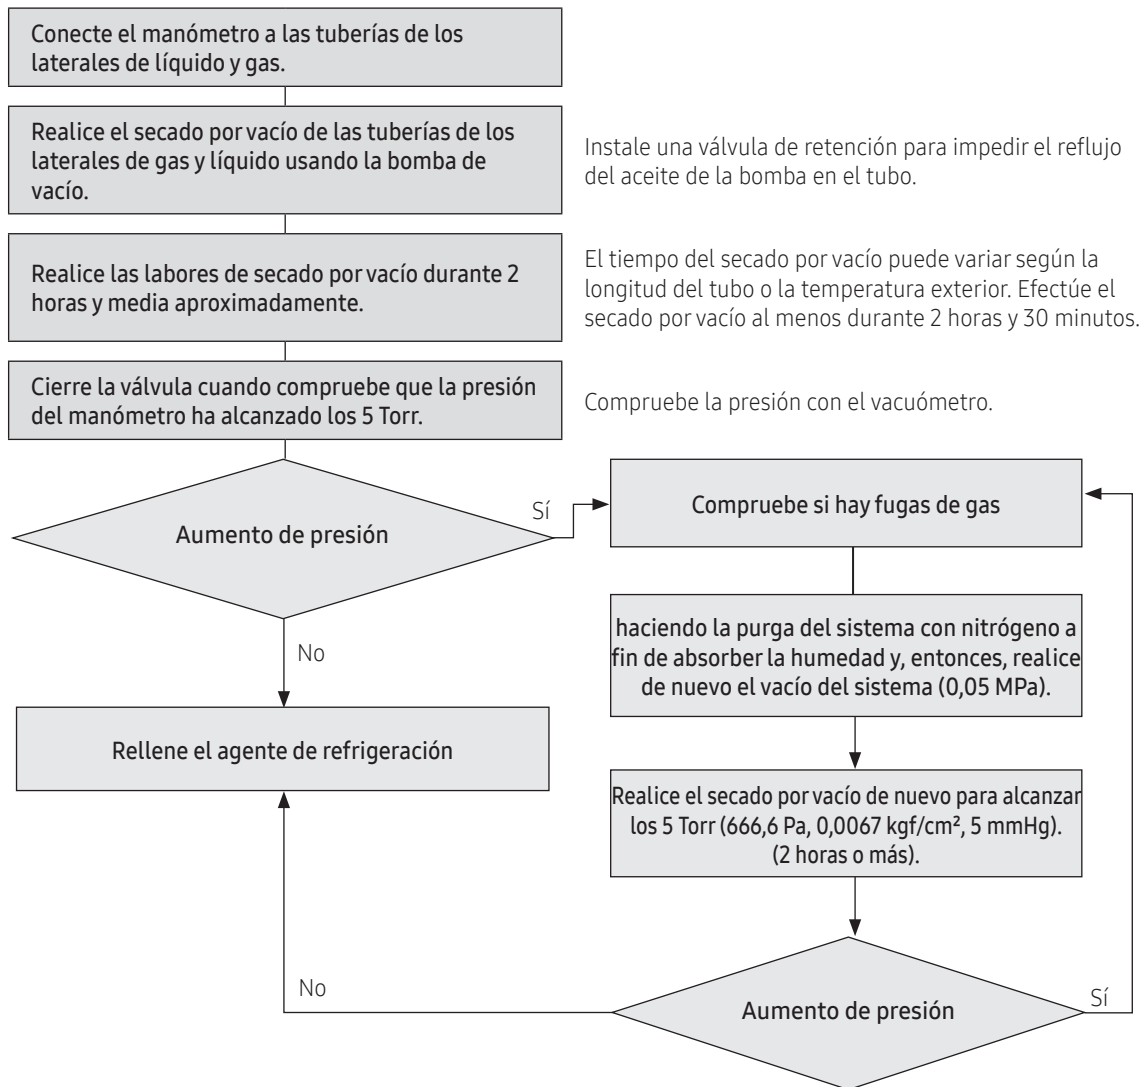 Conecte el manómetro a las tuberías de los
laterales de líquido y gas.
Realice el secado por vacío de las tuberías de los
laterales de gas y líquido usando la bomba de
vacío.
Instale una válvula de retención para impedir el reflujo
del aceite de la bomba en el tubo.
Realice las labores de secado por vacío durante 2
horas y media aproximadamente.
El tiempo del secado por vacío puede variar según la
longitud del tubo o la temperatura exterior. Efectúe el
secado por vacío al menos durante 2 horas y 30 minutos.
Cierre la válvula cuando compruebe que la presión
del manómetro ha alcanzado los 5 Torr.
Compruebe la presión con el vacuómetro.
Aumento de presión
Sí
Compruebe si hay fugas de gas
haciendo la purga del sistema con nitrógeno a
fin de absorber la humedad y, entonces, realice
de nuevo el vacío del sistema (0,05 MPa).
No
Rellene el agente de refrigeración
Realice el secado por vacío de nuevo para alcanzar
los 5 Torr (666,6 Pa, 0,0067 kgf/cm², 5 mmHg).
(2 horas o más).
No
Aumento de presión
Sí